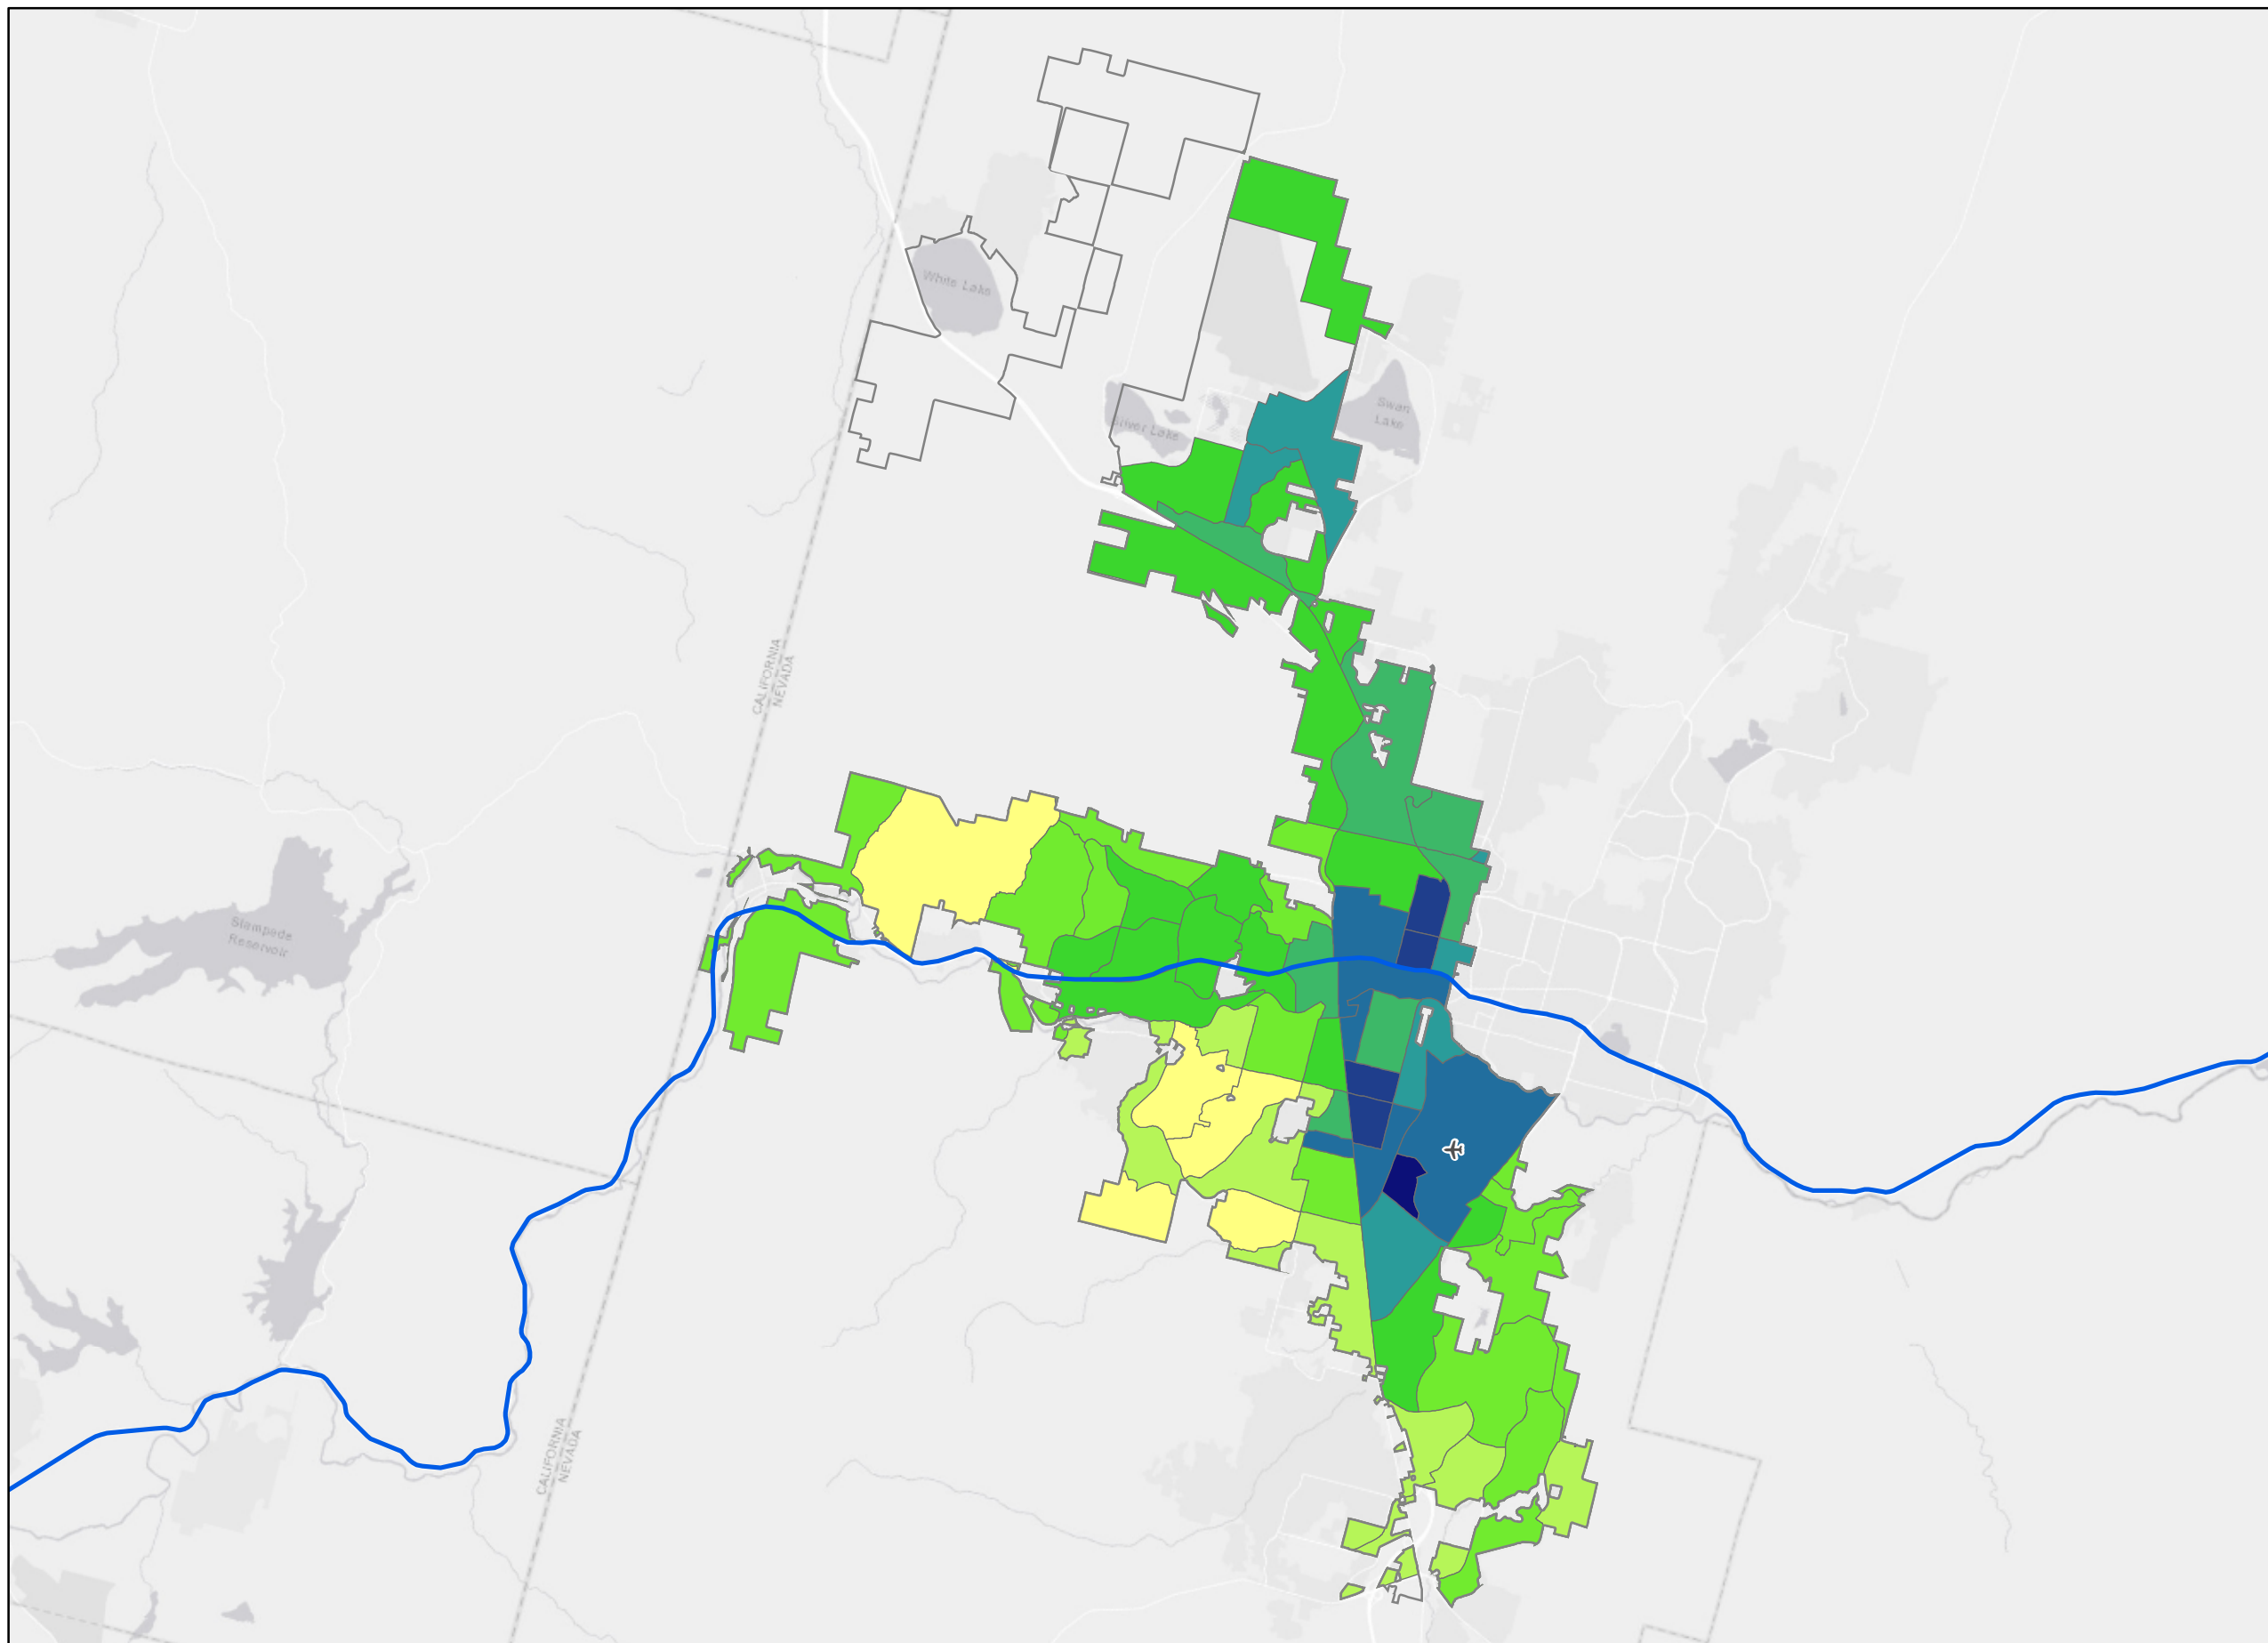 White Lake
Swan
Lake
Silver Lake
CALIFORNIA
NEVADA
Stampede
Reservoir
CALIFORNIA
NEVADA